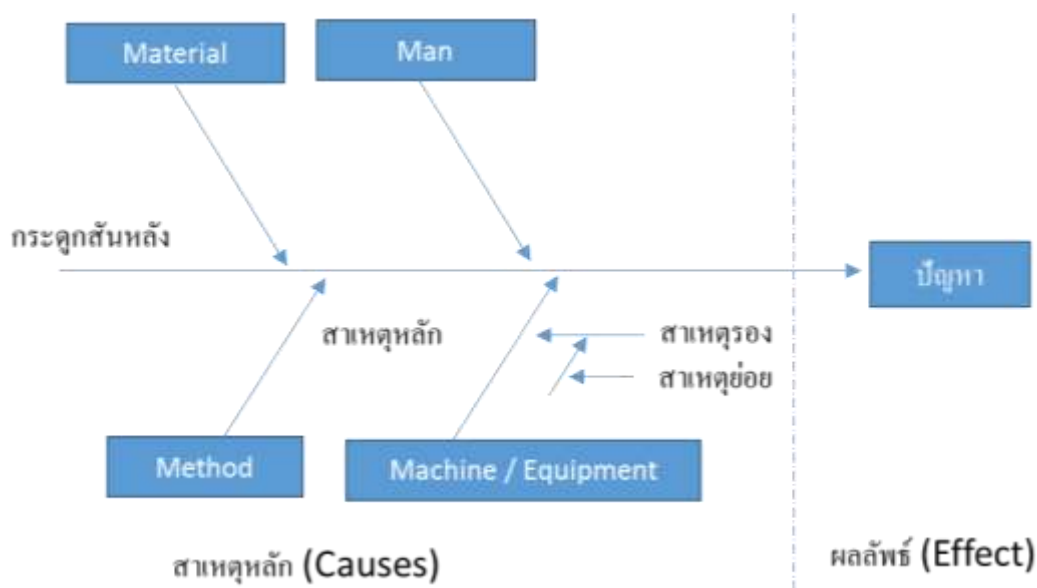 Material
Man
กระดูกสันหลัง
ปัญหา
สาเหตุหลัก
สาเหตุรอง
สาเหตุย่อย
Method
Machine / Equipment
สาเหตุหลัก (Causes)
ผลลัพธ์ (Effect)